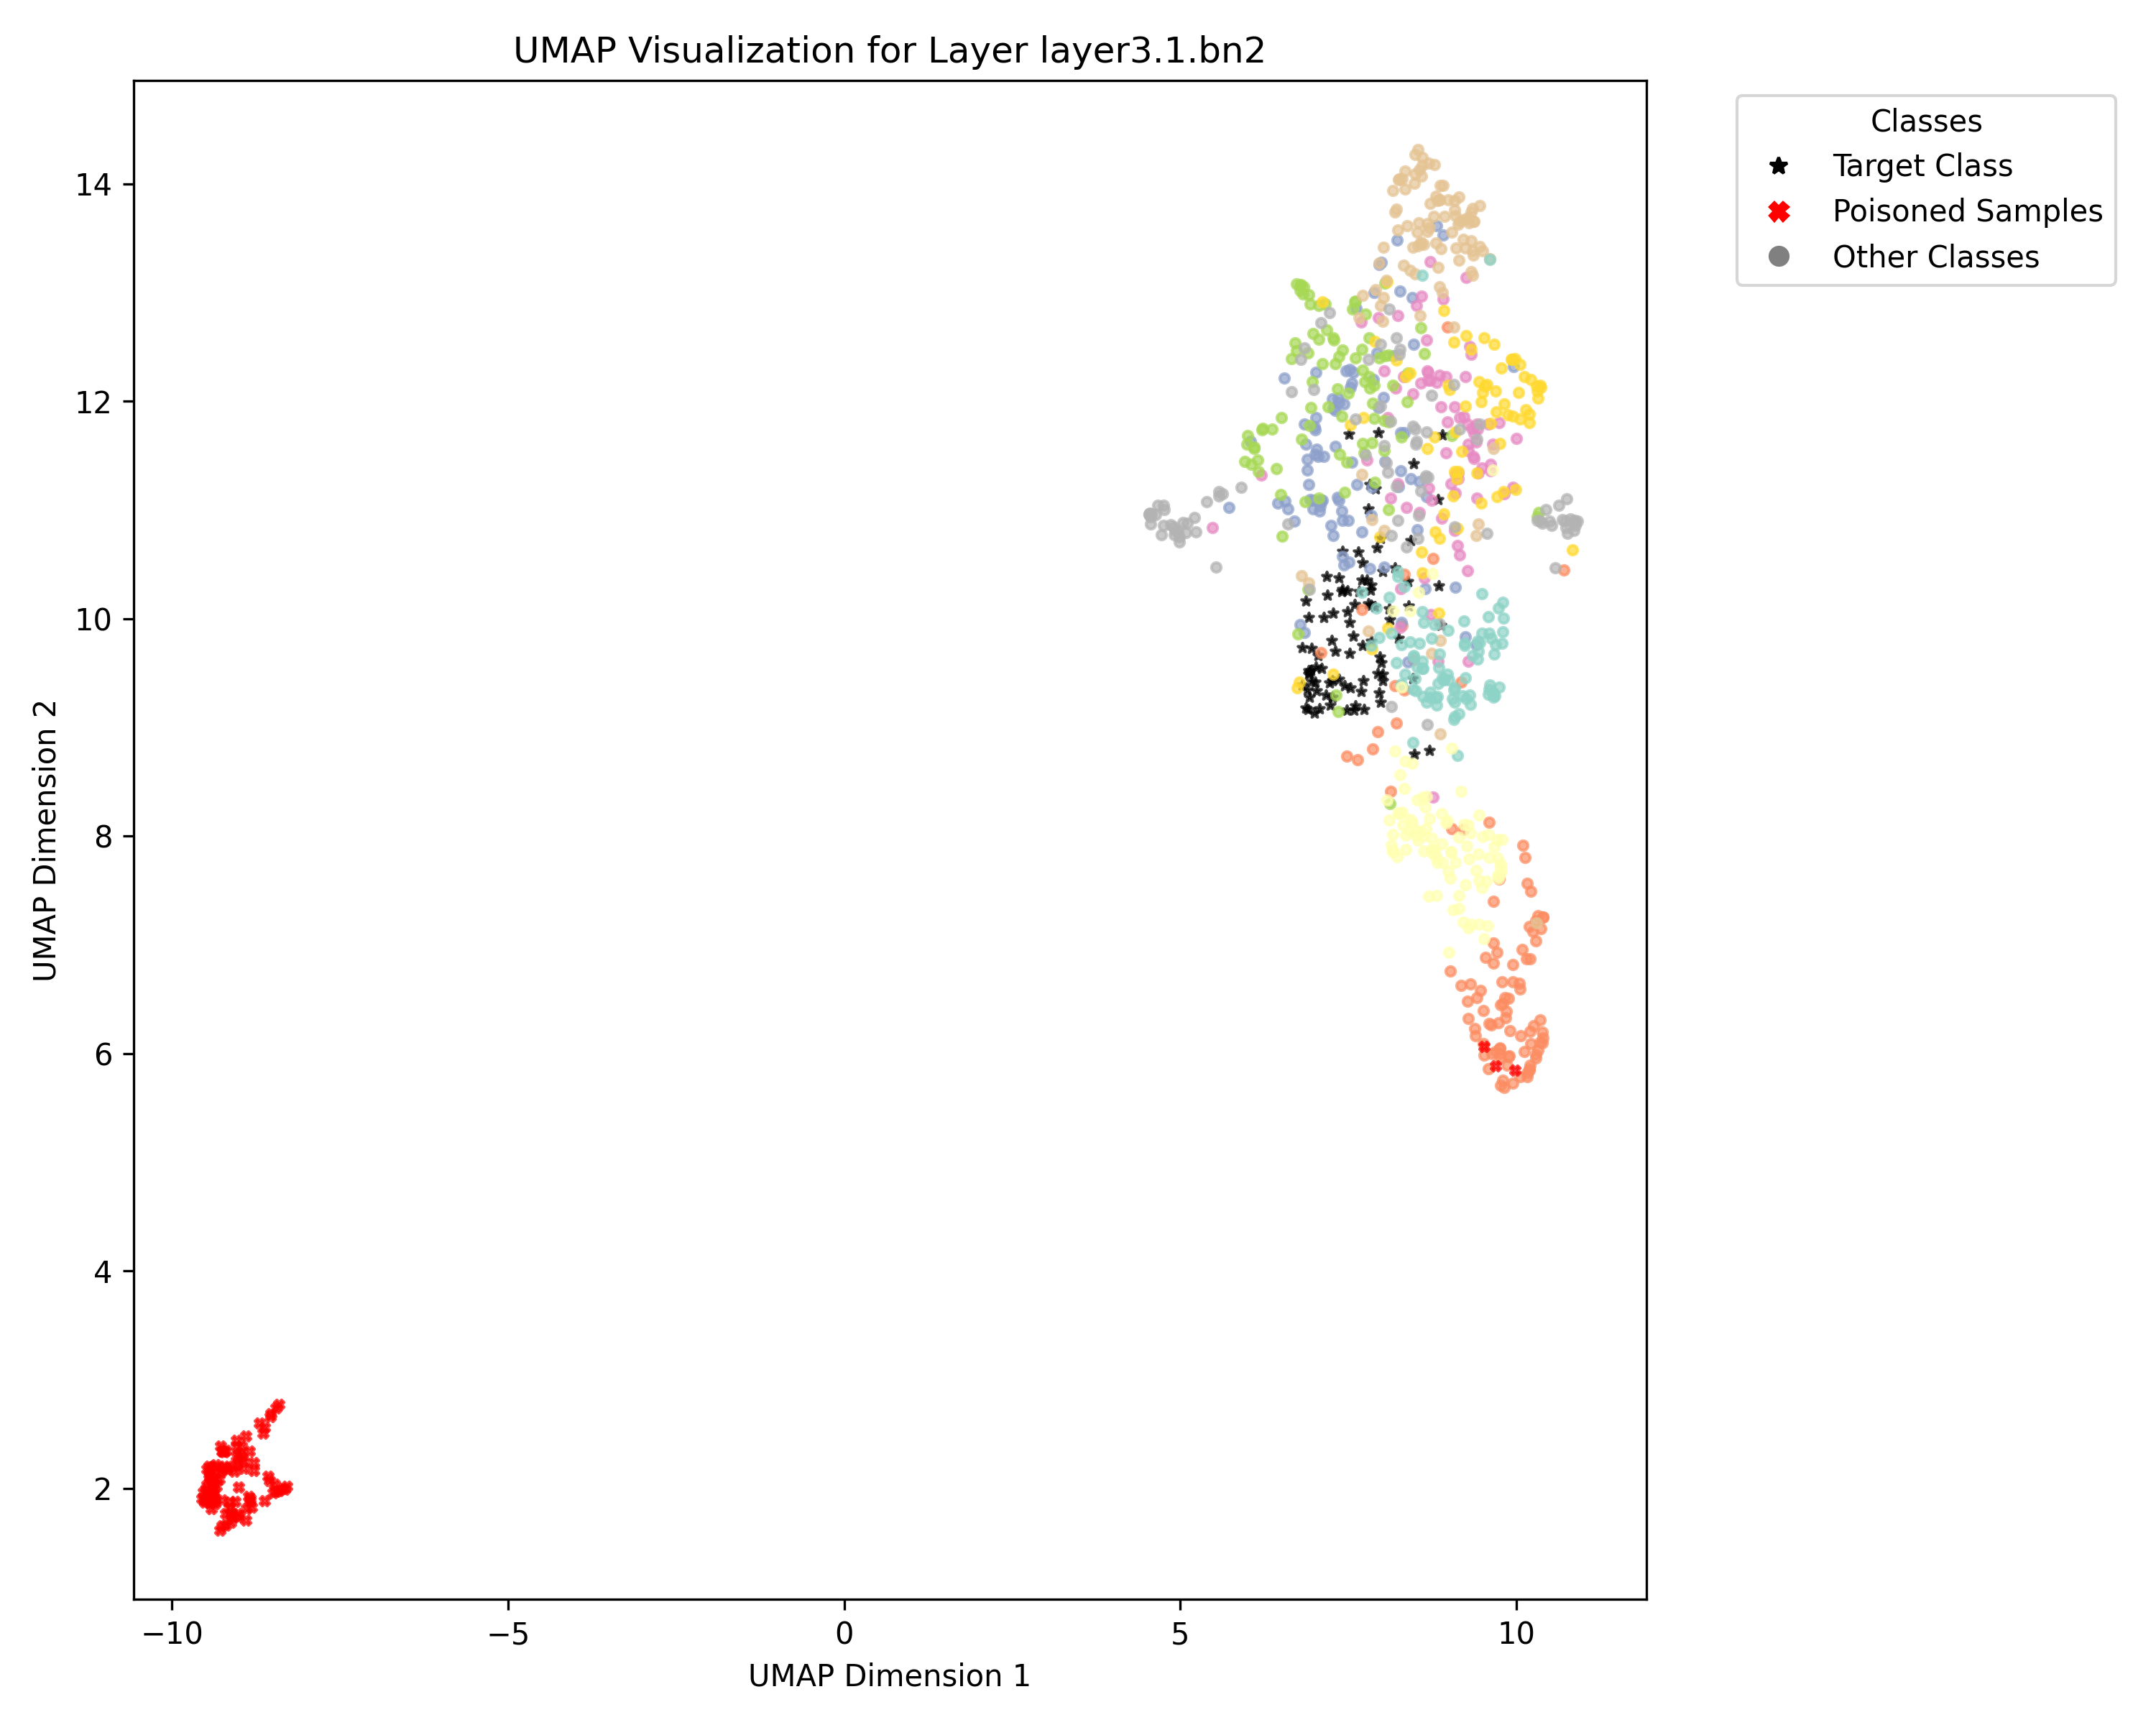 UMAP Visualization for Layer layer3.1.bn2
Classes
Target Class
Poisoned Samples
Other Classes
14
12
10
8
6
4
2
UMAP Dimension 2
−10
−5
0
5
10
UMAP Dimension 1